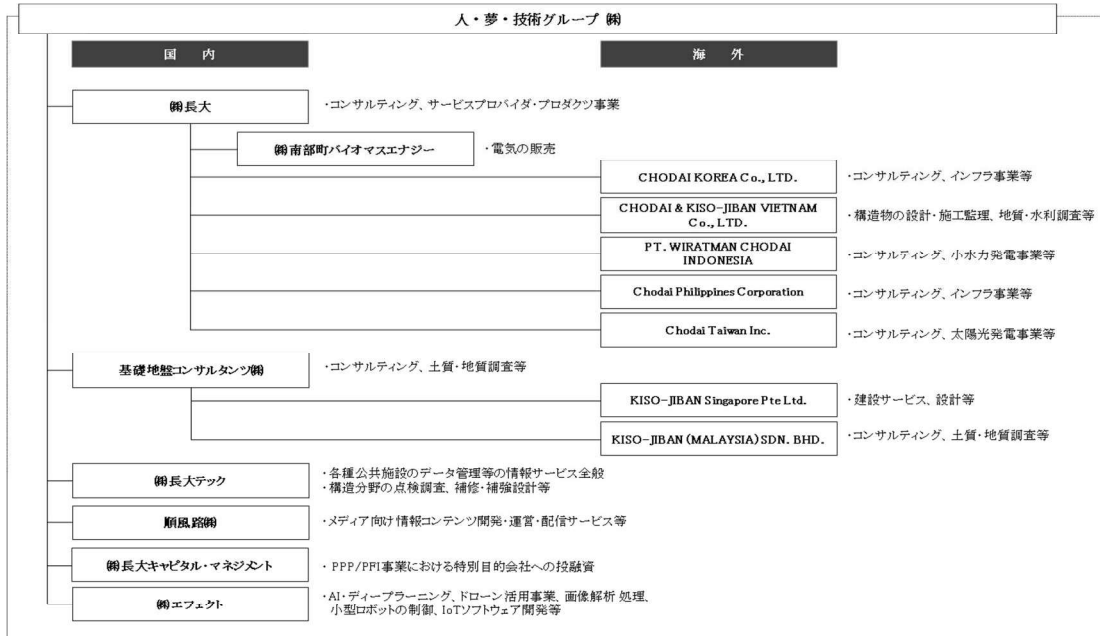 人・夢・技術グループ ㈱
国　内
海　外
㈱長大
・コンサルティング、サービスプロバイダ・プロダクツ事業
㈱南部町バイオマスエナジー
・電気の販売
CHODAI KOREA Co., LTD.
・コンサルティング、インフラ事業等
CHODAI & KISO-JIBAN VIETNAM
Co., LTD.
・構造物の設計・施工監理、地質・水利調査等
PT. WIRATMAN CHODAI
INDONESIA
・コンサルティング、小水力発電事業等
Chodai Philippines Corporation
・コンサルティング、インフラ事業等
Chodai Taiwan Inc.
・コンサルティング、太陽光発電事業等
基礎地盤コンサルタンツ㈱
・コンサルティング、土質・地質調査等
KISO-JIBAN Singapore Pte Ltd.
・建設サービス、設計等
KISO-JIBAN (MALAYSIA) SDN. BHD.
・コンサルティング、土質・地質調査等
㈱長大テック
・各種公共施設のデータ管理等の情報サービス全般
・構造分野の点検調査、補修・補強設計等
順風路㈱
・メディア向け情報コンテンツ開発・運営・配信サービス等
㈱長大キャピタル・マネジメント
・PPP/PFI事業における特別目的会社への投融資
㈱エフェクト
・AI・ディープラーニング、ドローン活用事業、画像解析 処理、
小型ロボットの制御、IoTソフトウェア開発等